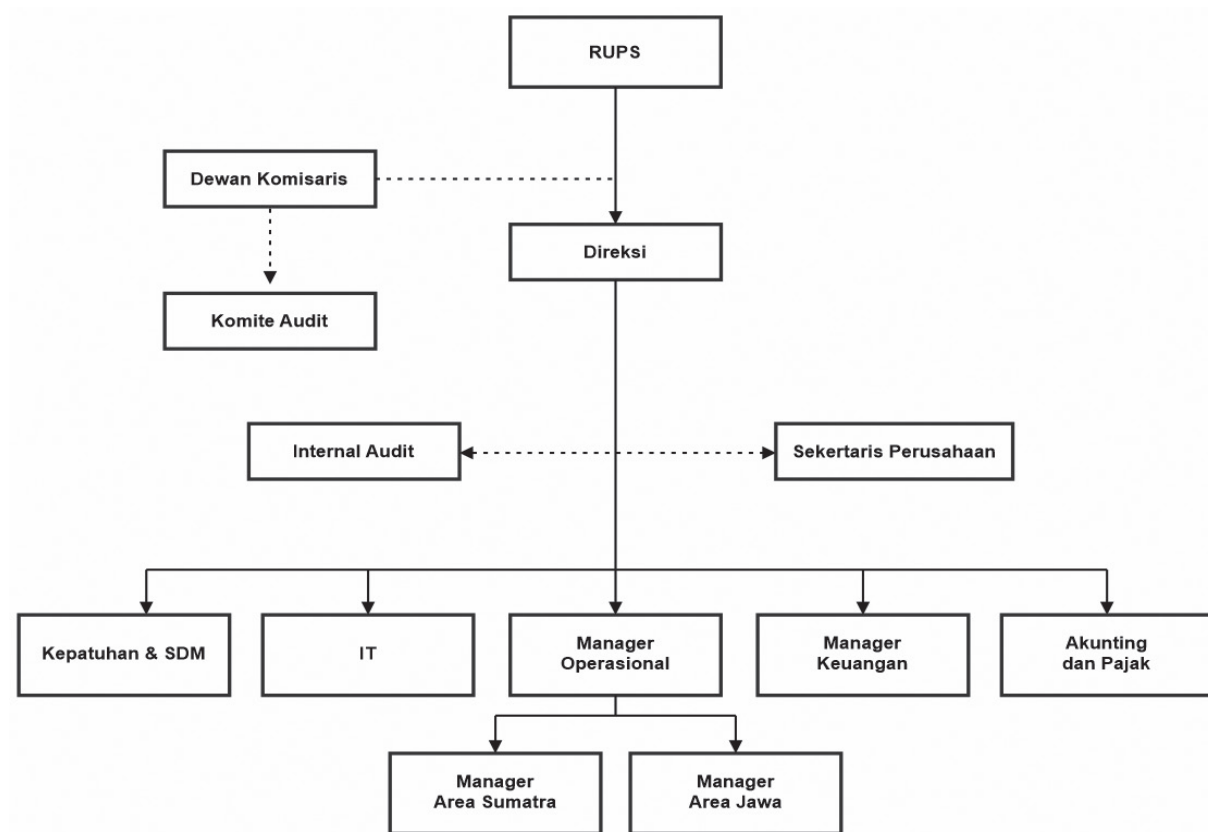 RUPS
Dewan Komisaris
Direksi
Komite Audit
Internal Audit
Sekertaris Perusahaan
Kepatuhan & SDM
IT
Manager
Operasional
Manager
Keuangan
Akunting
dan Pajak
Manager
Area Sumatra
Manager
Area Jawa